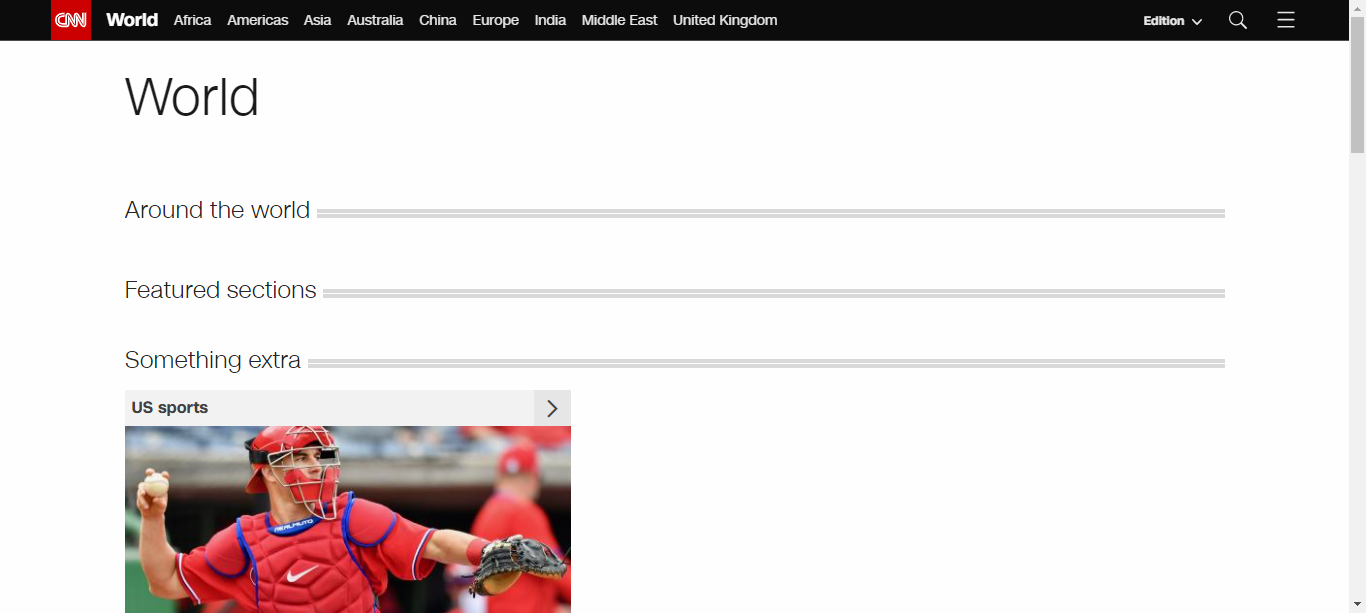 CNN World Africa Americas Asia Australia China Europe India Middle East United Kingdom Edition
World
Around the world
Featured sections
Something extra
US sports
REALMUTO